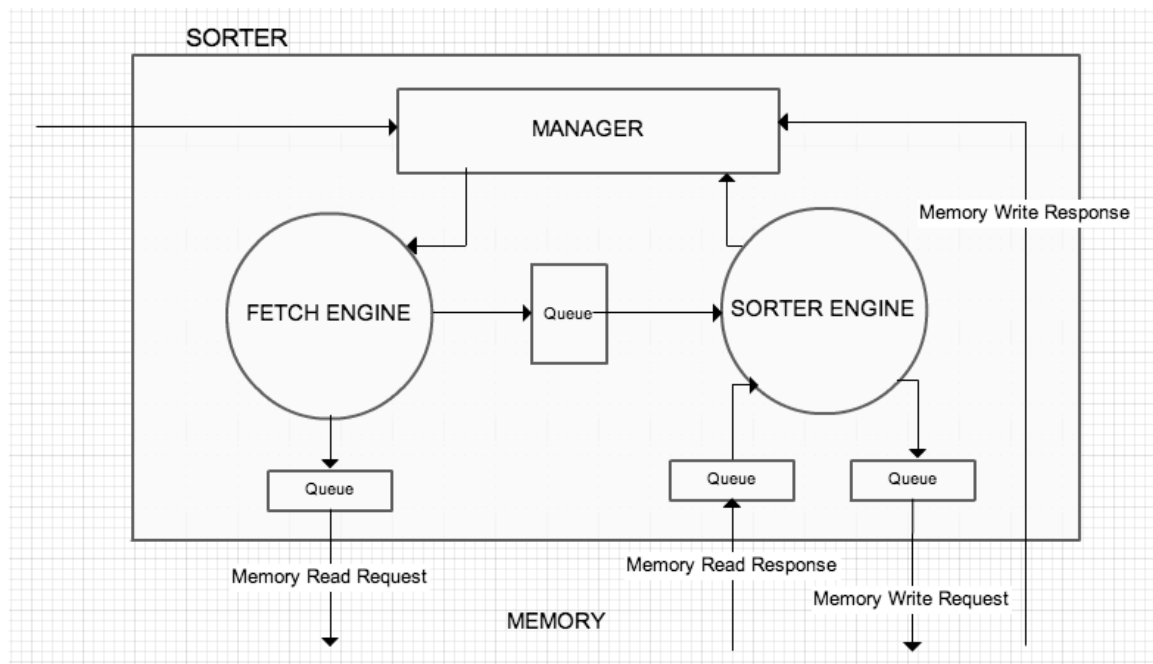 SORTER
MANAGER
Memory Write Response
FETCH ENGINE
Queue
SORTER ENGINE
Queue
Queue
Queue
Memory Read Request
Memory Read Response
Memory Write Request
MEMORY